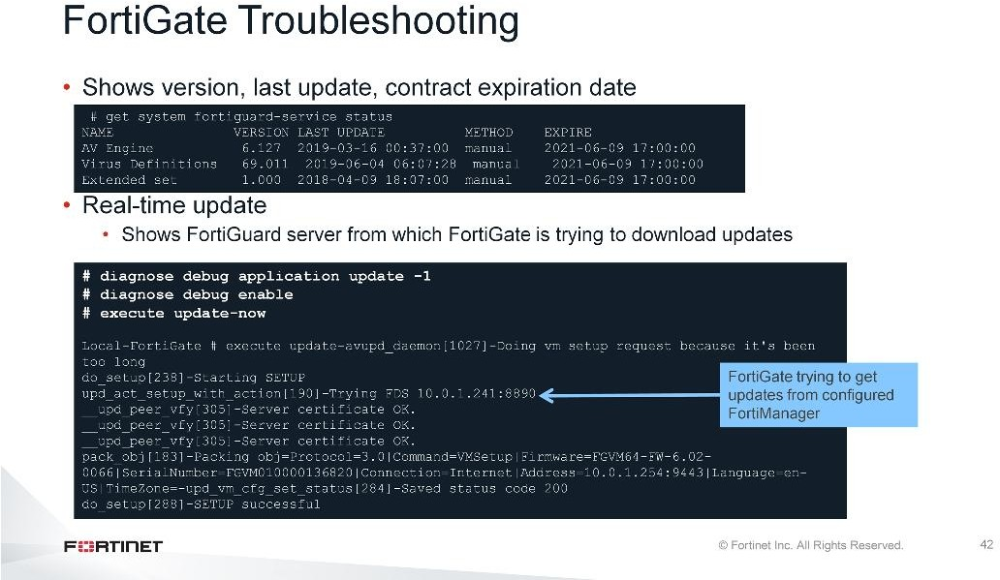 FortiGate Troubleshooting
• Shows version, last update, contract expiration date
# get system fortiguard-service status
NAME VERSION LAST UPDATE METHOD EXPIRE
AV Engine 6.127 2019-03-16 00:37:00 manual 2021-06-09 17:00:00
Virus Definitions 69.011 2019-06-04 06:07:28 manual 2021-06-09 17:00:00
Extended set 1.000 2018-04-09 18:07:00 manual 2021-06-09 17:00:00
• Real-time update
• Shows FortiGuard server from which FortiGate is trying to download updates
# diagnose debug application update -1
# diagnose debug enable
# execute update-now
Local-FortiGate # execute update-avupd_daemon[1027]-Doing vm setup request because it's been
too long
do_setup[238]-Starting SETUP
upd_act_setup_with_action[190]-Trying FDS 10.0.1.241:8890
__upd_peer_vfy[305]-Server certificate OK.
__upd_peer_vfy[305]-Server certificate OK.
__upd_peer_vfy[305]-Server certificate OK.
pack_obj[183]-Packing obj=Protocol=3.0|Command=VMSetup|Firmware=FGVM64-FW-6.02-
0066|SerialNumber=FGVM010000136820|Connection=Internet|Address=10.0.1.254:9443|Language=en-
US|TimeZone=-upd_vm_cfg_set_status[284]-Saved status code 200
do_setup[288]-SETUP successful
FortiGate trying to get
updates from configured
FortiManager
FORTINET
© Fortinet Inc. All Rights Reserved.
42